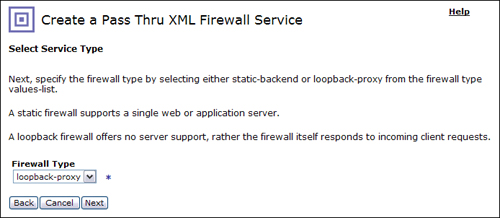 Help
Create a Pass Thru XML Firewall Service
Select Service Type
Next, specify the firewall type by selecting either static-backend or loopback-proxy from the firewall type
values-list.
A static firewall supports a single web or application server.
A loopback firewall offers no server support, rather the firewall itself responds to incoming client requests.
Firewall Type
loopback-proxy *
Back Cancel Next